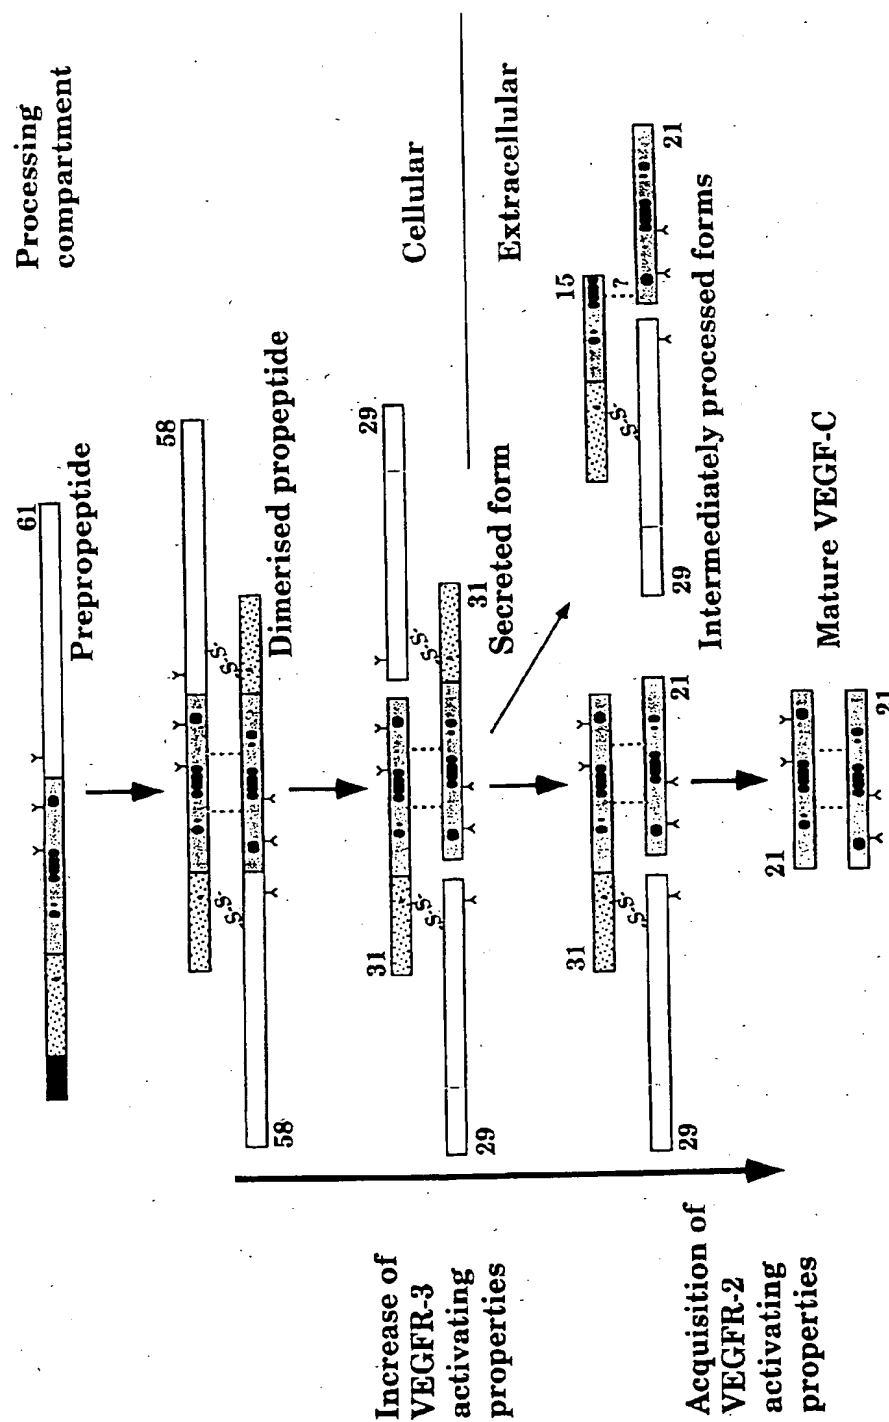 Processing
compartment
61
Prepropeptide
58
S-S
58
Dimerised propeptide
Cellular
Extracellular
29
31
S-S
S-S
29
31
Secreted form
15
?
21
S-S
29
Intermediately processed forms
31
21
S-S
29
21
21
Mature VEGF-C
Increase of
VEGFR-3
activating
properties
Acquisition of
VEGFR-2
activating
properties